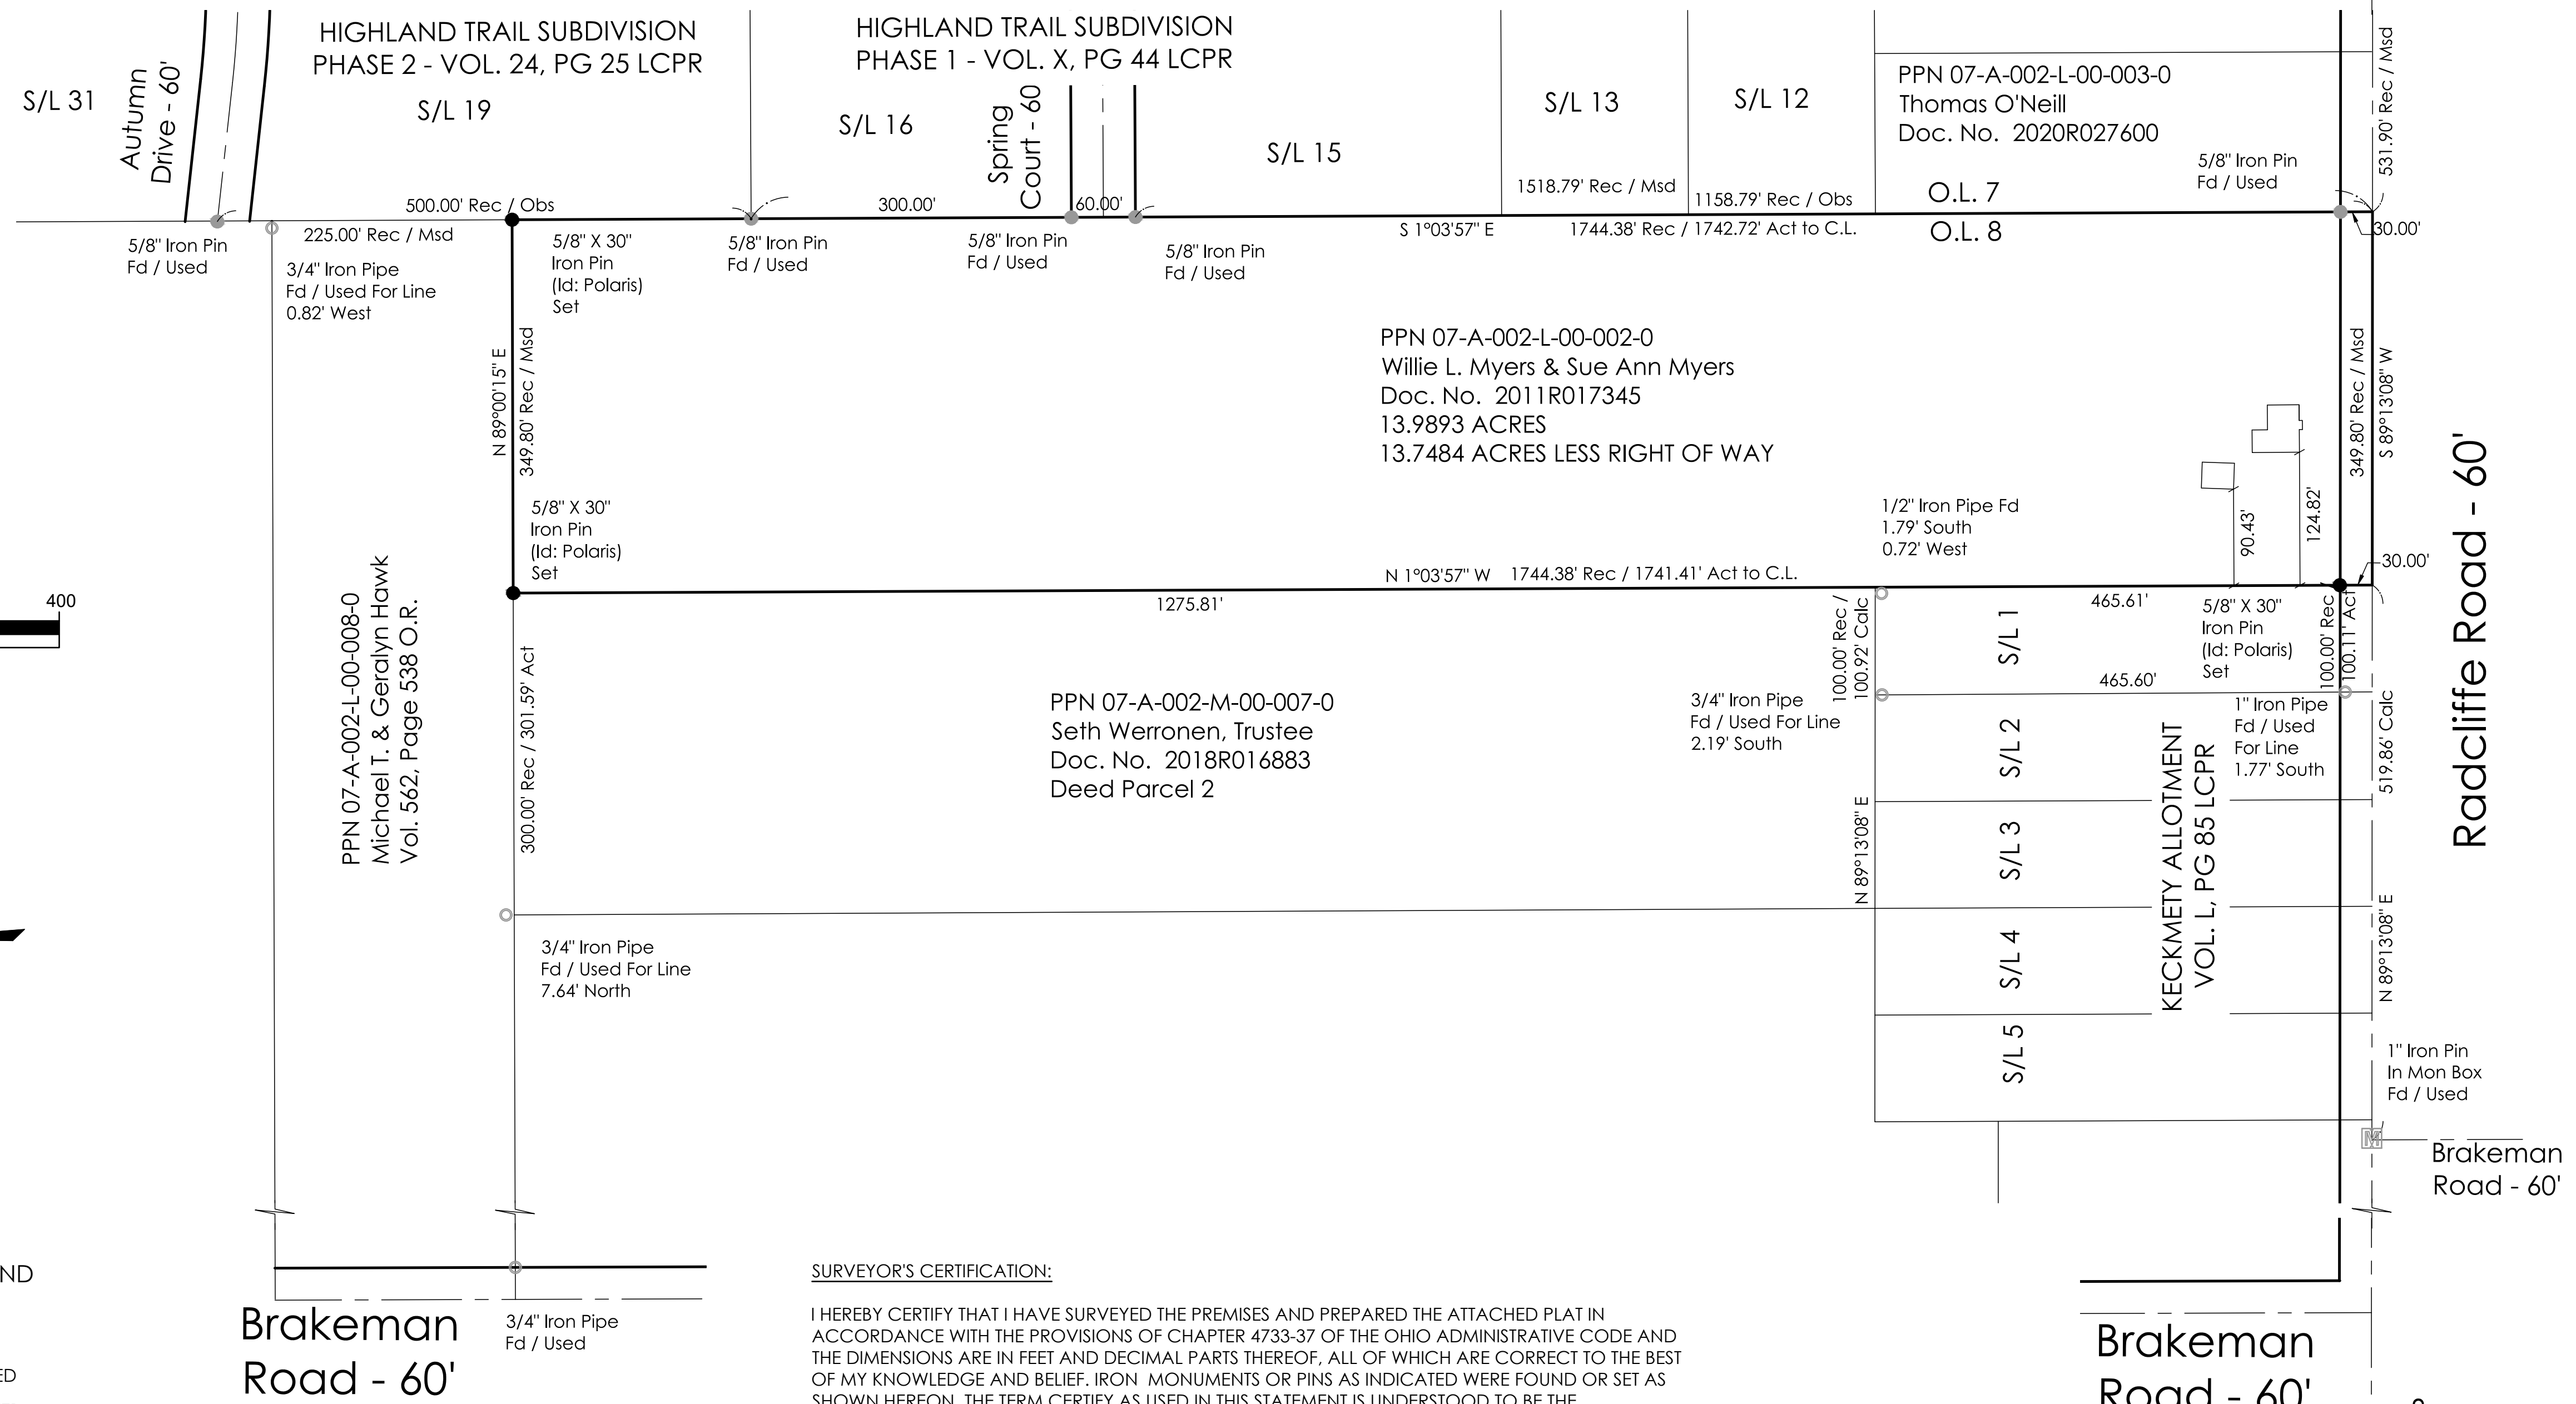 HIGHLAND TRAIL SUBDIVISION
PHASE 2 - VOL. 24, PG 25 LCPR
HIGHLAND TRAIL SUBDIVISION
PHASE 1 - VOL. X, PG 44 LCPR
S/L 31
Autumn
Drive - 60'
S/L 19
S/L 16
Spring
Court - 60
S/L 15
S/L 13
S/L 12
PPN 07-A-002-L-00-003-0
Thomas O'Neill
Doc. No. 2020R027600
531.90' Rec / Msd
5/8" Iron Pin
Fd / Used
O.L. 7
O.L. 8
500.00' Rec / Obs
300.00'
60.00'
1518.79' Rec / Msd
1158.79' Rec / Obs
30.00'
225.00' Rec / Msd
S 1°03'57" E
1744.38' Rec / 1742.72' Act to C.L.
5/8" Iron Pin
Fd / Used
3/4" Iron Pipe
Fd / Used For Line
0.82' West
5/8" X 30"
Iron Pin
(Id: Polaris)
Set
5/8" Iron Pin
Fd / Used
5/8" Iron Pin
Fd / Used
5/8" Iron Pin
Fd / Used
N 89°00'15" E
349.80' Rec / Msd
PPN 07-A-002-L-00-002-0
Willie L. Myers & Sue Ann Myers
Doc. No. 2011R017345
13.9893 ACRES
13.7484 ACRES LESS RIGHT OF WAY
349.80' Rec / Msd
S 89°13'08" W
Radcliffe Road - 60'
90.43'
124.82'
5/8" X 30"
Iron Pin
(Id: Polaris)
Set
1/2" Iron Pipe Fd
1.79' South
0.72' West
N 1°03'57" W
1744.38' Rec / 1741.41' Act to C.L.
30.00'
400
1275.81'
465.61'
5/8" X 30"
Iron Pin
(Id: Polaris)
Set
100.00' Rec /
100.92' Calc
100.00' Rec
100.11' Act
S/L 1
465.60'
PPN 07-A-002-L-00-008-0
Michael T. & Geralyn Hawk
Vol. 562, Page 538 O.R.
300.00' Rec / 301.59' Act
PPN 07-A-002-M-00-007-0
Seth Werronen, Trustee
Doc. No. 2018R016883
Deed Parcel 2
3/4" Iron Pipe
Fd / Used For Line
2.19' South
1" Iron Pipe
Fd / Used
For Line
1.77' South
519.86' Calc
S/L 2
KECKMETY ALLOTMENT
VOL. L, PG 85 LCPR
N 89°13'08" E
S/L 3
S/L 4
N 89°13'08" E
3/4" Iron Pipe
Fd / Used For Line
7.64' North
S/L 5
1" Iron Pin
In Mon Box
Fd / Used
M
Brakeman
Road - 60'
ND
ED
Brakeman
Road - 60'
3/4" Iron Pipe
Fd / Used
SURVEYOR'S CERTIFICATION:
I HEREBY CERTIFY THAT I HAVE SURVEYED THE PREMISES AND PREPARED THE ATTACHED PLAT IN
ACCORDANCE WITH THE PROVISIONS OF CHAPTER 4733-37 OF THE OHIO ADMINISTRATIVE CODE AND
THE DIMENSIONS ARE IN FEET AND DECIMAL PARTS THEREOF, ALL OF WHICH ARE CORRECT TO THE BEST
OF MY KNOWLEDGE AND BELIEF. IRON MONUMENTS OR PINS AS INDICATED WERE FOUND OR SET AS
SHOWN HEREON. THE TERM CERTIFY AS USED IN THIS STATEMENT IS UNDERSTOOD TO BE THE
Brakeman
Road - 60'